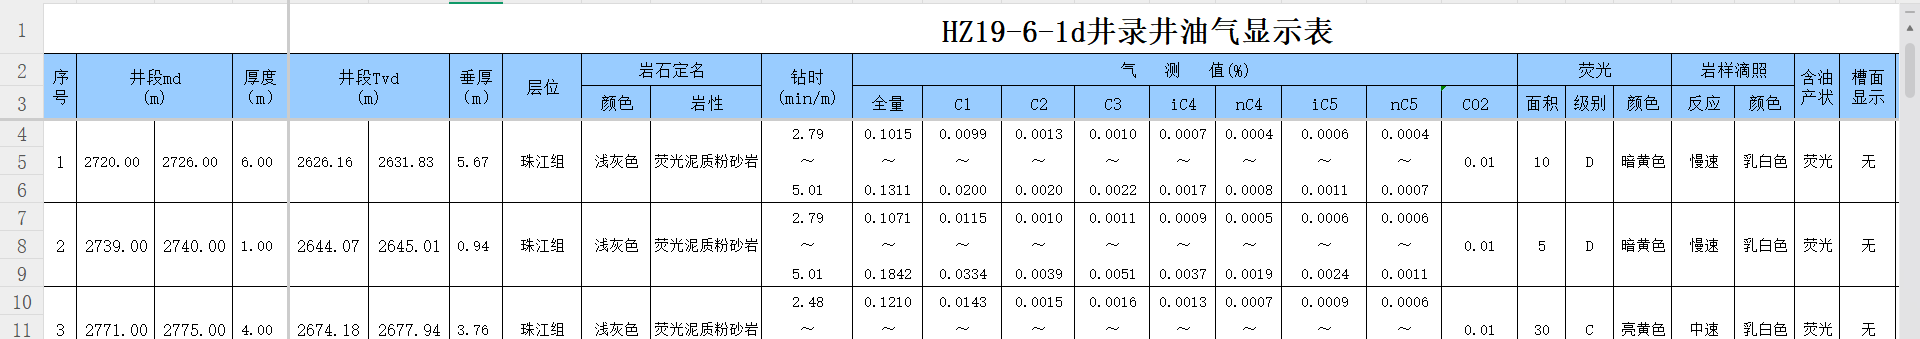 1 HZ19-6-1d井录井油气显示表
2 序号 井段md (m) 厚度 (m) 井段Tvd (m) 垂厚 (m) 层位 岩石定名 钻时 (min/m) 气 测 值(%) 荧光 岩样滴照 含油产状 槽面显示
3 颜色 岩性 全量 C1 C2 C3 iC4 nC4 iC5 nC5 CO2 面积 级别 颜色 反应 颜色
4 2.79 0.1015 0.0099 0.0013 0.0010 0.0007 0.0004 0.0006 0.0004
5 1 2720.00 2726.00 6.00 2626.16 2631.83 5.67 珠江组 浅灰色 荧光泥质粉砂岩 ~ ~ ~ ~ ~ ~ ~ ~ ~ 0.01 10 D 暗黄色 慢速 乳白色 荧光 无
6 5.01 0.1311 0.0200 0.0020 0.0022 0.0017 0.0008 0.0011 0.0007
7 2.79 0.1071 0.0115 0.0010 0.0011 0.0009 0.0005 0.0006 0.0006
8 2 2739.00 2740.00 1.00 2644.07 2645.01 0.94 珠江组 浅灰色 荧光泥质粉砂岩 ~ ~ ~ ~ ~ ~ ~ ~ ~ 0.01 5 D 暗黄色 慢速 乳白色 荧光 无
9 5.01 0.1842 0.0334 0.0039 0.0051 0.0037 0.0019 0.0024 0.0011
10 2.48 0.1210 0.0143 0.0015 0.0016 0.0013 0.0007 0.0009 0.0006
11 3 2771.00 2775.00 4.00 2674.18 2677.94 3.76 珠江组 浅灰色 荧光泥质粉砂岩 ~ ~ ~ ~ ~ ~ ~ ~ ~ 0.01 30 C 亮黄色 中速 乳白色 荧光 无